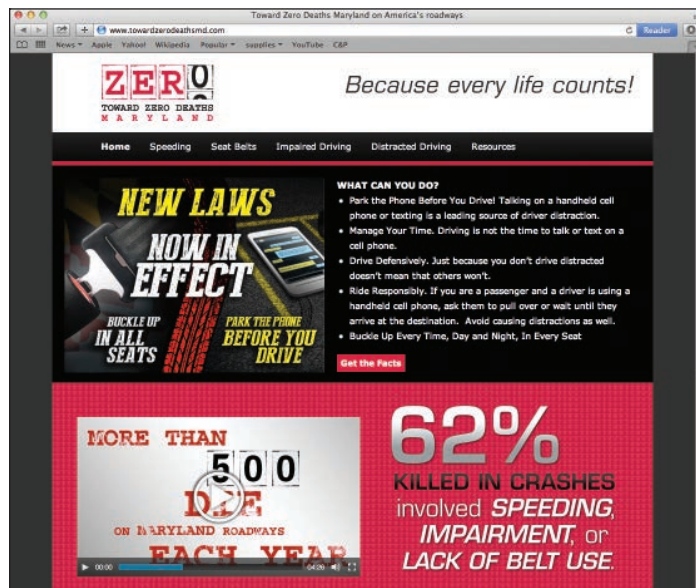 Toward Zero Deaths Maryland on America's roadways
www.towardzerodeathsmd.com
Reader
News Apple Yahoo! Wikipedia Popular supplies YouTube C&P
ZERO
TOWARD ZERO DEATHS
MARYLAND
Because every life counts!
Home Speeding Seat Belts Impaired Driving Distracted Driving Resources
NEW LAWS
NOW IN
EFFECT
BUCKLE UP
IN ALL
SEATS
PARK THE PHONE
BEFORE YOU
DRIVE
WHAT CAN YOU DO?
• Park the Phone Before You Drive! Talking on a handheld cell
phone or texting is a leading source of driver distraction.
• Manage Your Time. Driving is not the time to talk or text on a
cell phone.
• Drive Defensively. Just because you don't drive distracted
doesn't mean that others won't.
• Ride Responsibly. If you are a passenger and a driver is using a
handheld cell phone, ask them to pull over or wait until they
arrive at the destination. Avoid causing distractions as well.
• Buckle Up Every Time, Day and Night, In Every Seat
Get the Facts
MORE THAN
500
DIE
ON MARYLAND ROADWAYS
EACH YEAR
00:00 04:20
62%
KILLED IN CRASHES
involved SPEEDING,
IMPAIRMENT, or
LACK OF BELT USE.